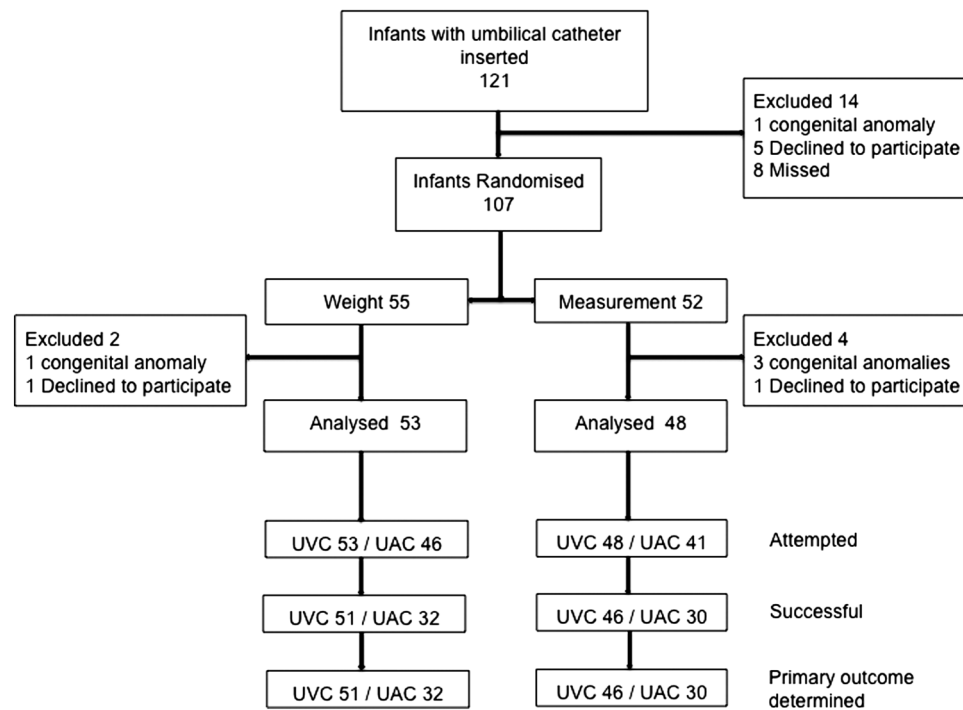 Infants with umbilical catheter
inserted
121
Excluded 14
1 congenital anomaly
5 Declined to participate
8 Missed
Infants Randomised
107
Weight 55
Measurement 52
Excluded 2
1 congenital anomaly
1 Declined to participate
Excluded 4
3 congenital anomalies
1 Declined to participate
Analysed 53
Analysed 48
UVC 53 / UAC 46
UVC 48 / UAC 41
Attempted
UVC 51 / UAC 32
UVC 46 / UAC 30
Successful
UVC 51 / UAC 32
UVC 46 / UAC 30
Primary outcome
determined